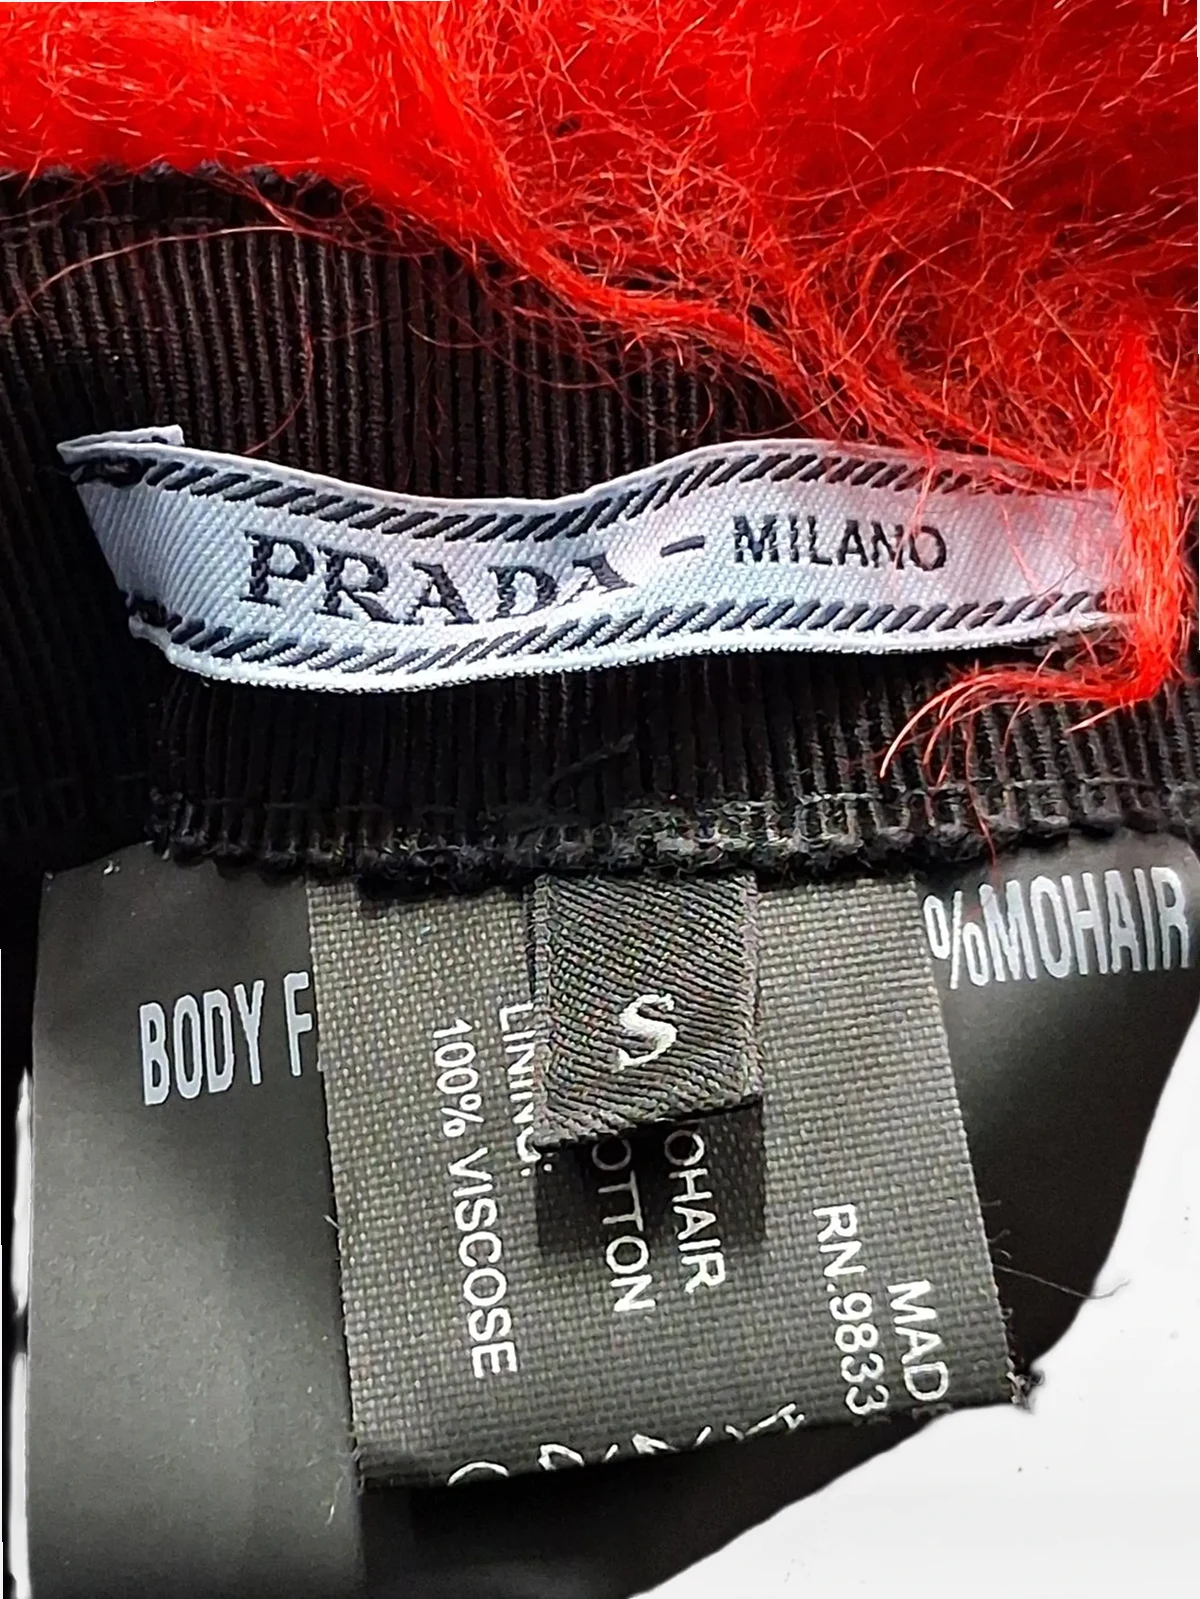 PRADA - MILANO
BODY F
%MOHAIR
S
MAD
RN.9833
OHAIR
OTTON
LINING:
100% VISCOSE